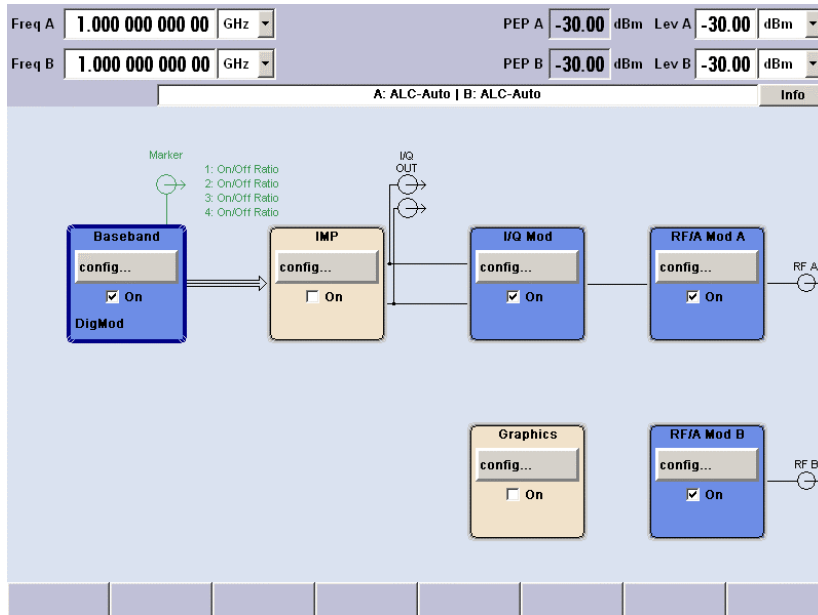 Freq A 1.000 000 000 00 GHz PEP A -30.00 dBm Lev A -30.00 dBm
Freq B 1.000 000 000 00 GHz PEP B -30.00 dBm Lev B -30.00 dBm
A: ALC-Auto | B: ALC-Auto Info
Marker
1: On/Off Ratio
2: On/Off Ratio
3: On/Off Ratio
4: On/Off Ratio
I/Q
OUT
Baseband IMP I/Q Mod RF/A Mod A
config... config... config... config... RF A
On On On On
DigMod
Graphics RF/A Mod B
config... config... RF B
On On